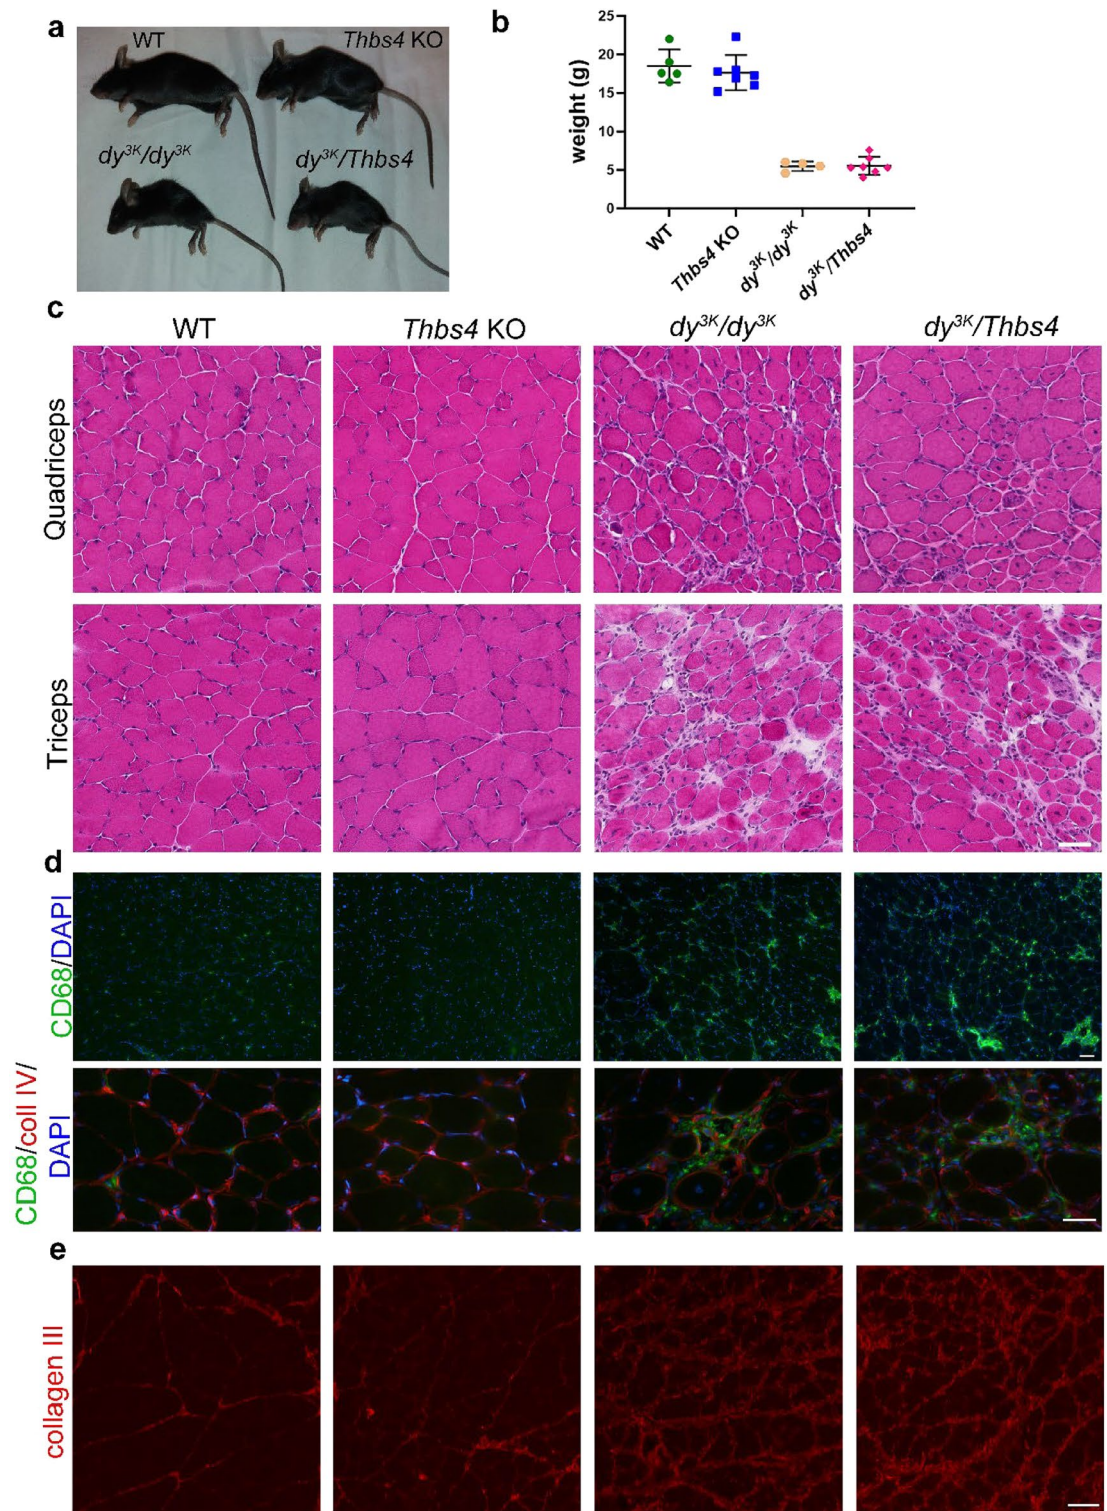 a
WT
Thbs4 KO
dy3K/dy3K
dy3K/Thbs4
b
weight (g)
25
20
15
10
5
0
WT
Thbs4 KO
dy3K/dy3K
dy3K/Thbs4
c
WT
Thbs4 KO
dy3K/dy3K
dy3K/Thbs4
Quadriceps
Triceps
d
CD68/DAPI
CD68/coll IV/
DAPI
e
collagen III